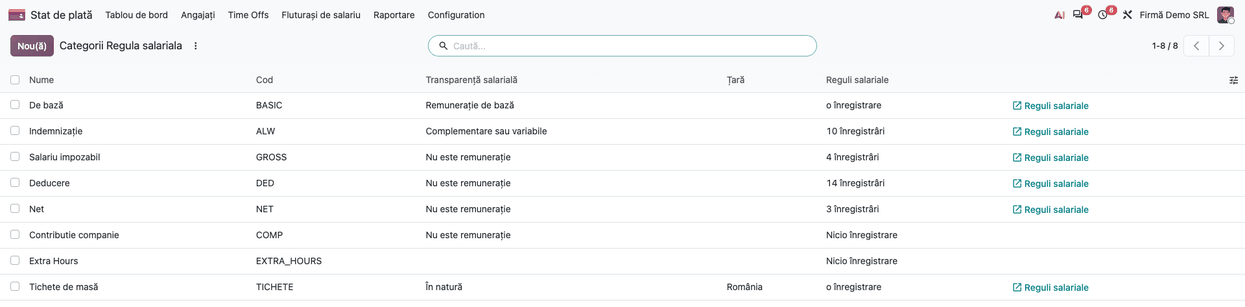 Stat de plată Tablou de bord Angajați Time Offs Fluturași de salariu Raportare Configuration AI 6 6 Firmă Demo SRL
Nou(ă) Categorii Regula salariala Caută... 1-8 / 8
Nume Cod Transparență salarială Țară Reguli salariale
De bază BASIC Remunerație de bază o înregistrare Reguli salariale
Indemnizație ALW Complementare sau variabile 10 înregistrări Reguli salariale
Salariu impozabil GROSS Nu este remunerație 4 înregistrări Reguli salariale
Deducere DED Nu este remunerație 14 înregistrări Reguli salariale
Net NET Nu este remunerație 3 înregistrări Reguli salariale
Contributie companie COMP Nu este remunerație Nicio înregistrare
Extra Hours EXTRA_HOURS Nicio înregistrare
Tichete de masă TICHETE În natură România o înregistrare Reguli salariale